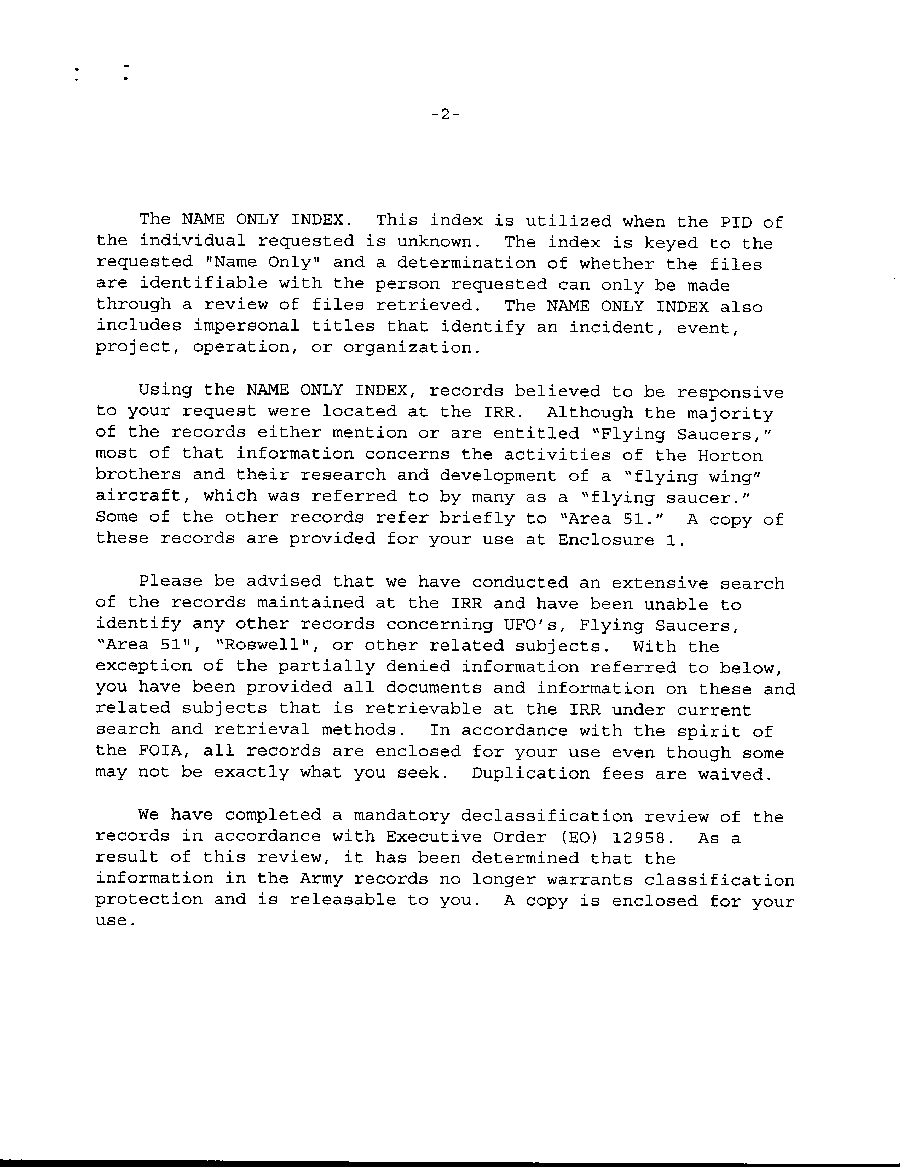 -2-
The NAME ONLY INDEX. This index is utilized when the PID of
the individual requested is unknown. The index is keyed to the
requested "Name Only" and a determination of whether the files
are identifiable with the person requested can only be made
through a review of files retrieved. The NAME ONLY INDEX also
includes impersonal titles that identify an incident, event,
project, operation, or organization.
Using the NAME ONLY INDEX, records believed to be responsive
to your request were located at the IRR. Although the majority
of the records either mention or are entitled “Flying Saucers,”
most of that information concerns the activities of the Horton
brothers and their research and development of a “flying wing”
aircraft, which was referred to by many as a “flying saucer.”
Some of the other records refer briefly to “Area 51.” A copy of
these records are provided for your use at Enclosure 1.
Please be advised that we have conducted an extensive search
of the records maintained at the IRR and have been unable to
identify any other records concerning UFO's, Flying Saucers,
“Area 51", “Roswell", or other related subjects. With the
exception of the partially denied information referred to below,
you have been provided all documents and information on these and
related subjects that is retrievable at the IRR under current
search and retrieval methods. In accordance with the spirit of
the FOIA, all records are enclosed for your use even though some
may not be exactly what you seek. Duplication fees are waived.
We have completed a mandatory declassification review of the
records in accordance with Executive Order (EO) 12958. As a
result of this review, it has been determined that the
information in the Army records no longer warrants classification
protection and is releasable to you. A copy is enclosed for your
use.